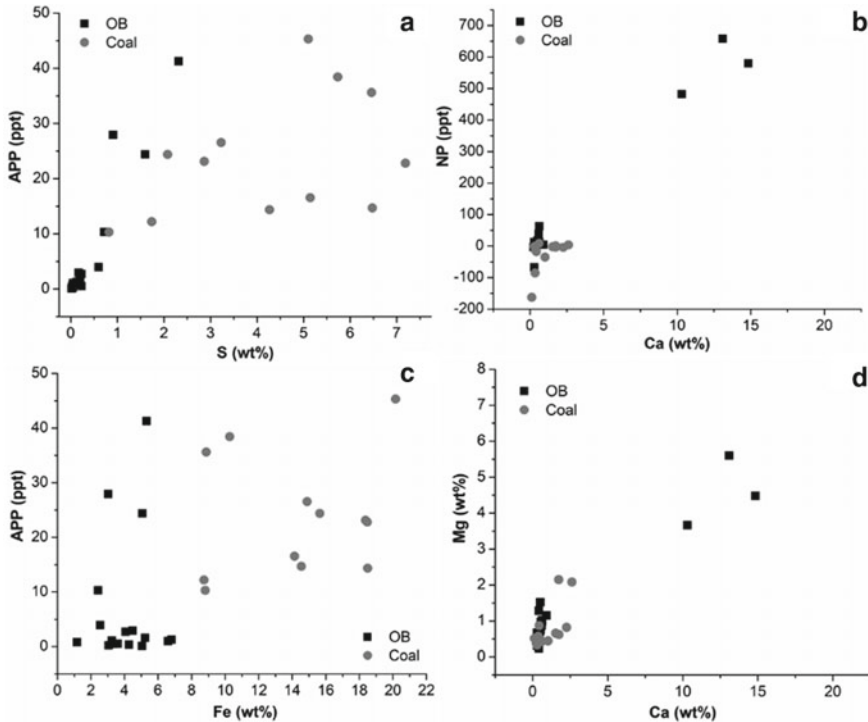 a
OB
Coal
50
40
30
20
10
0
APP (ppt)
0 1 2 3 4 5 6 7
S (wt%)
b
OB
Coal
700
600
500
400
300
200
100
0
-100
-200
NP (ppt)
0 5 10 15 20
Ca (wt%)
c
50
40
30
20
10
0
APP (ppt)
OB
Coal
0 2 4 6 8 10 12 14 16 18 20 22
Fe (wt%)
d
OB
Coal
8
7
6
5
4
3
2
1
0
Mg (wt%)
0 5 10 15 20
Ca (wt%)